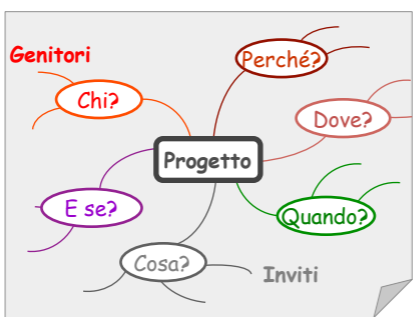 Genitori
Perché?
Chi?
Dove?
Progetto
E se?
Quando?
Cosa?
Inviti